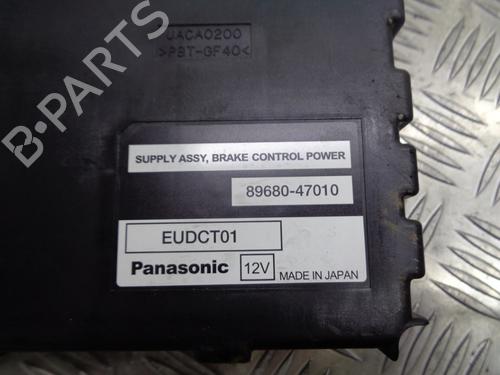 UACA0200
>PBT-GF40<
B-PARTS
SUPPLY ASSY, BRAKE CONTROL POWER
89680-47010
EUDCT01
Panasonic 12V MADE IN JAPAN